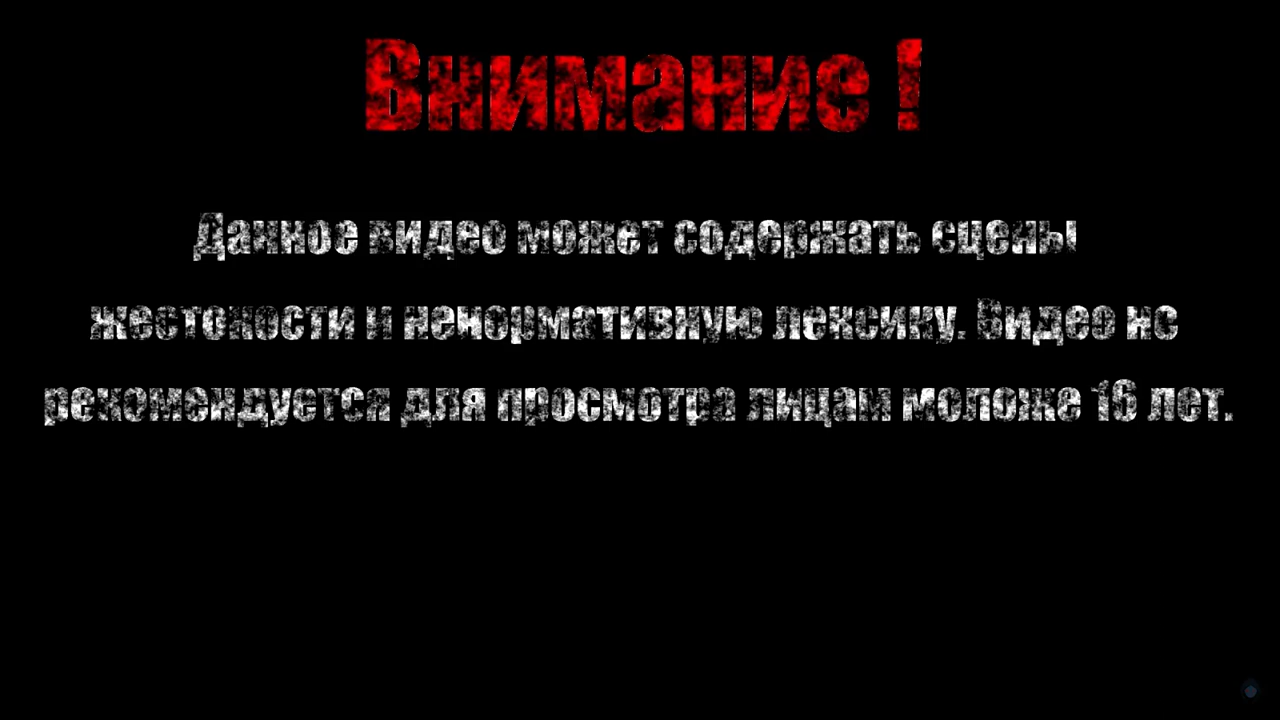 Внимание !
Данное видео может содержать сцены
жестокости и ненормативную лексику. Видео не
рекомендуется для просмотра лицам моложе 16 лет.